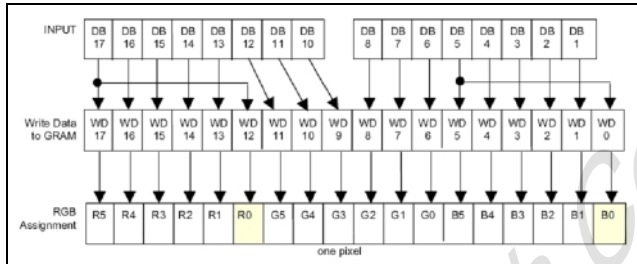 INPUT DB 17 DB 16 DB 15 DB 14 DB 13 DB 12 DB 11 DB 10 DB 8 DB 7 DB 6 DB 5 DB 4 DB 3 DB 2 DB 1
Write Data to GRAM WD 17 WD 16 WD 15 WD 14 WD 13 WD 12 WD 11 WD 10 WD 9 WD 8 WD 7 WD 6 WD 5 WD 4 WD 3 WD 2 WD 1 WD 0
RGB Assignment R5 R4 R3 R2 R1 R0 G5 G4 G3 G2 G1 G0 B5 B4 B3 B2 B1 B0
one pixel